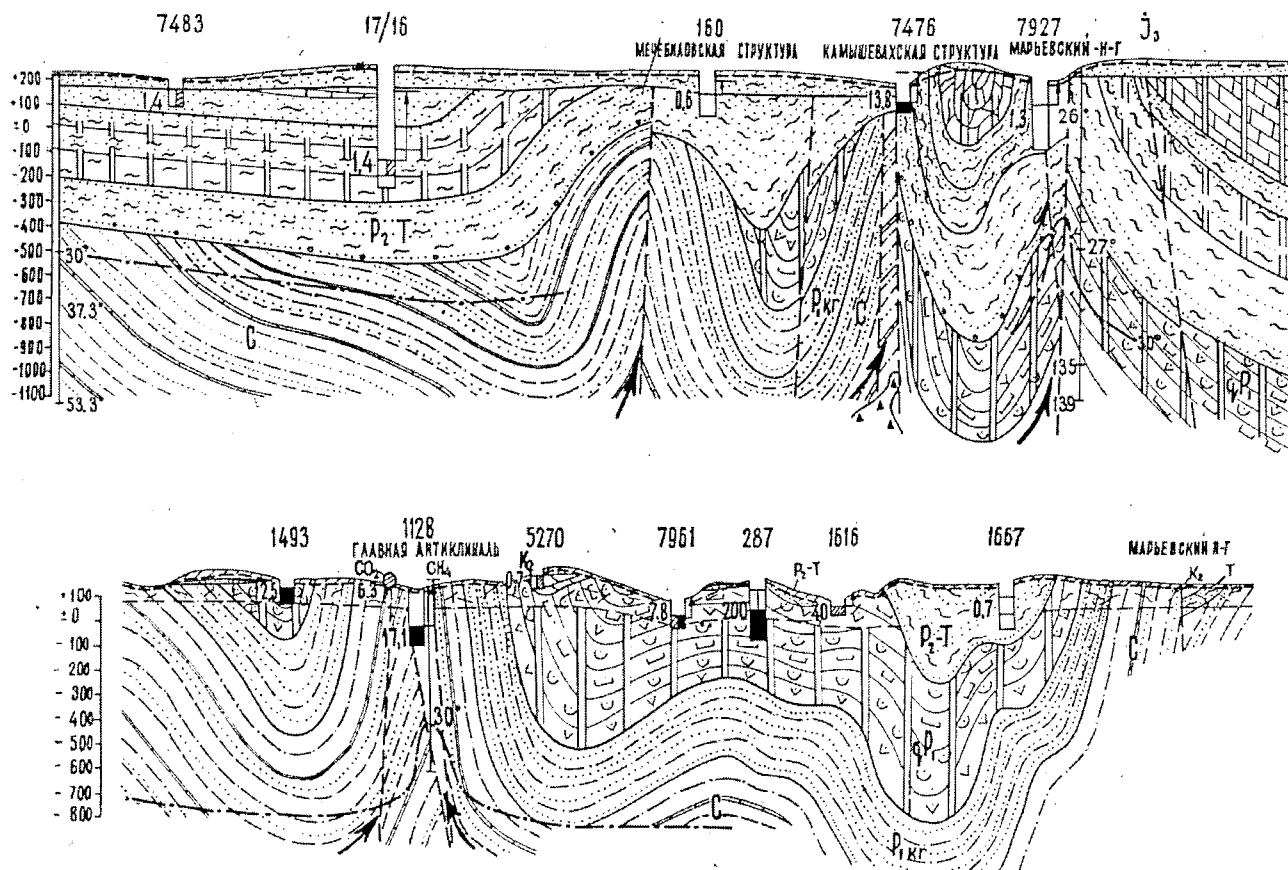 7483 17/16 160 7476 7927 J₃
МЕЧЕБИЛОВСКАЯ СТРУКТУРА КАМЫШЕВАХСКАЯ СТРУКТУРА МАРЬЕВСКИЙ-Н-Г
+200
+100
±0
-100
-200
-300
-400
-500
-600
-700
-800
-900
-1000
-1100
1,4
1,4
0,6
13,8
1,3
26°
P₂-T
30°
37.3°
53.3°
C
P₁кг
C
27°
30°
135
139
qP₁
1493 1128 5270 7961 287 1616 1667
ГЛАВНАЯ АНТИКЛИНАЛЬ
МАРЬЕВСКИЙ Н-Г
CO₂
CH₄
K₂
P₂-T
K₂
T
+100
±0
- 100
- 200
- 300
- 400
- 500
- 600
- 700
- 800
12,5
6,3
17,1
0,7
7,8
200
40
0,7
30°
P₂-T
C
qP₁
C
P₁кг